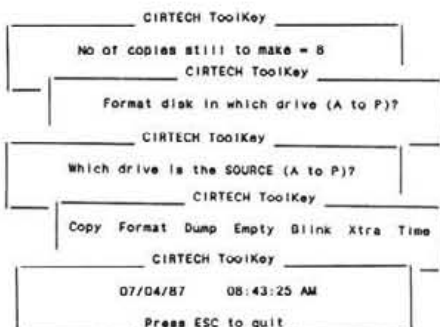 CIRTECH ToolKey
No of copies still to make = 8
CIRTECH ToolKey
Format disk in which drive (A to P)?
CIRTECH ToolKey
Which drive is the SOURCE (A to P)?
CIRTECH ToolKey
Copy Format Dump Empty Blink Xtra Time
CIRTECH ToolKey
07/04/87 08:43:25 AM
Press ESC to quit